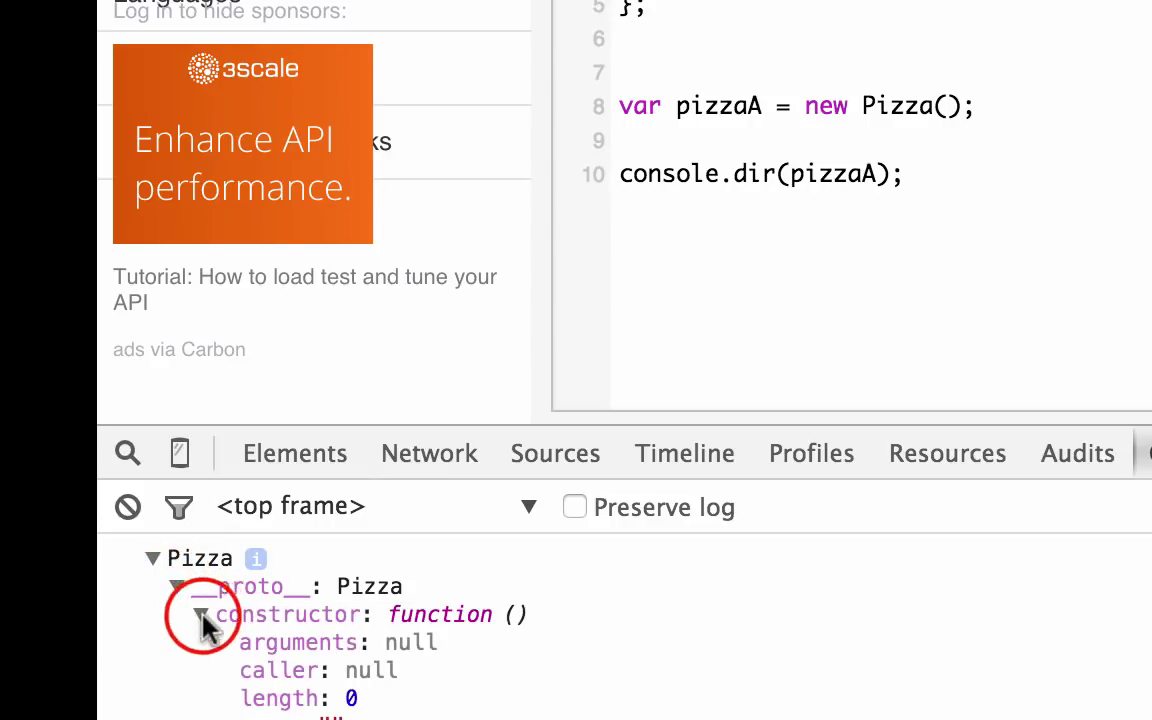 Languages
Log in to hide sponsors:
3scale
Enhance API
performance.
ks
Tutorial: How to load test and tune your
API
ads via Carbon
5 };
6
7
8 var pizzaA = new Pizza();
9
10 console.dir(pizzaA);
Elements Network Sources Timeline Profiles Resources Audits
<top frame> ▼ Preserve log
▼ Pizza i
▼ __proto__: Pizza
▼ constructor: function ()
arguments: null
caller: null
length: 0